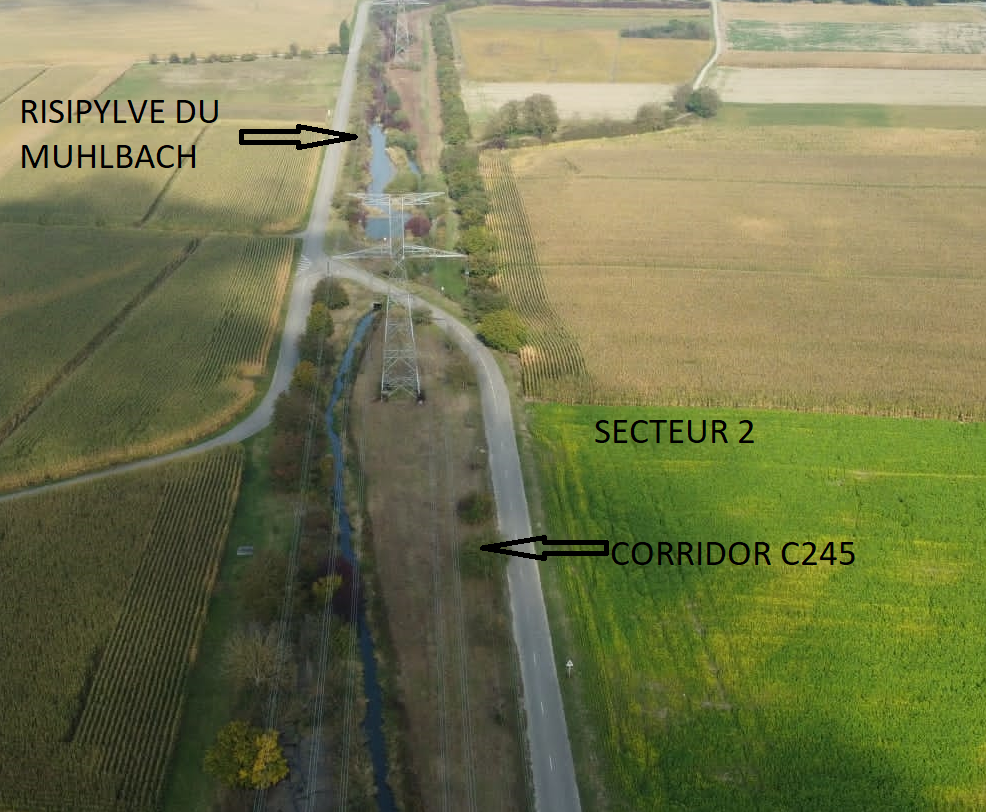 RISIPYLVE DU
MUHLBACH
SECTEUR 2
CORRIDOR C245